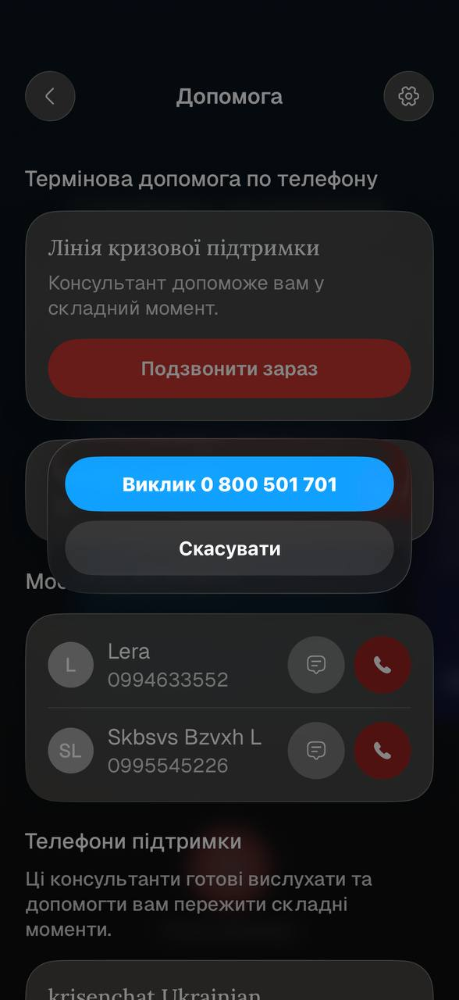 Допомога
Термінова допомога по телефону
Лінія кризової підтримки
Консультант допоможе вам у
складний момент.
Подзвонити зараз
Виклик 0 800 501 701
Скасувати
L
Lera
0994633552
SL
Skbsvs Bzvxh L
0995545226
Телефони підтримки
Ці консультанти готові вислухати та
допомогти вам пережити складні
моменти.
krisenchat Ukrainian